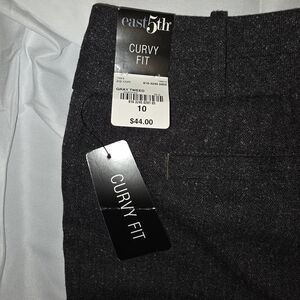 east5th
CURVY
FIT
GRAY TWEED
10
$44.00
CURVY FIT